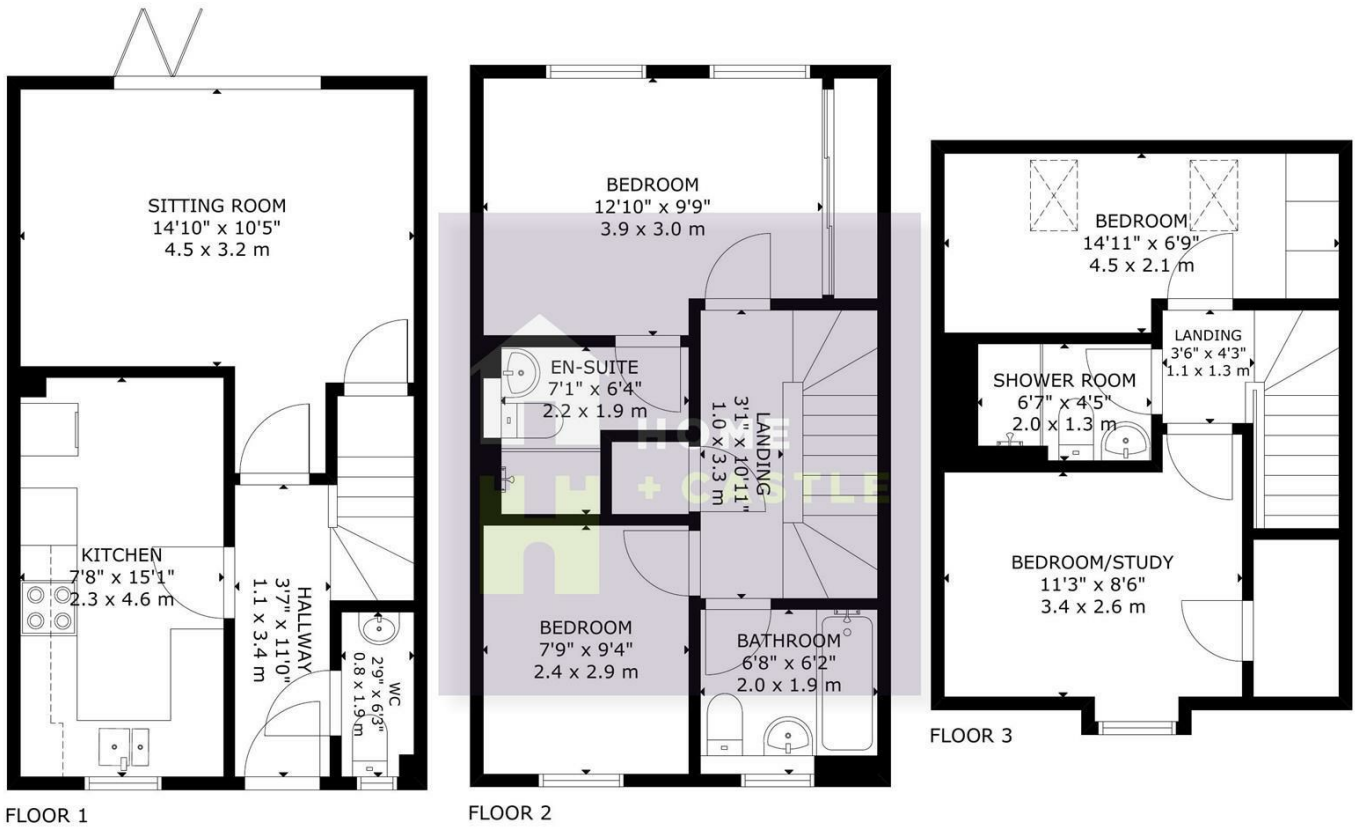 SITTING ROOM
14'10" x 10'5"
4.5 x 3.2 m
KITCHEN
7'8" x 15'1"
2.3 x 4.6 m
HALLWAY
3'7" x 11'0"
1.1 x 3.4 m
WC
2'9" x 6'3"
0.8 x 1.9 m
FLOOR 1
BEDROOM
12'10" x 9'9"
3.9 x 3.0 m
EN-SUITE
7'1" x 6'4"
2.2 x 1.9 m
LANDING
3'1" x 10'11"
1.0 x 3.3 m
HOME
+ CASTLE
BEDROOM
7'9" x 9'4"
2.4 x 2.9 m
BATHROOM
6'8" x 6'2"
2.0 x 1.9 m
FLOOR 2
BEDROOM
14'11" x 6'9"
4.5 x 2.1 m
LANDING
3'6" x 4'3"
1.1 x 1.3 m
SHOWER ROOM
6'7" x 4'5"
2.0 x 1.3 m
BEDROOM/STUDY
11'3" x 8'6"
3.4 x 2.6 m
FLOOR 3